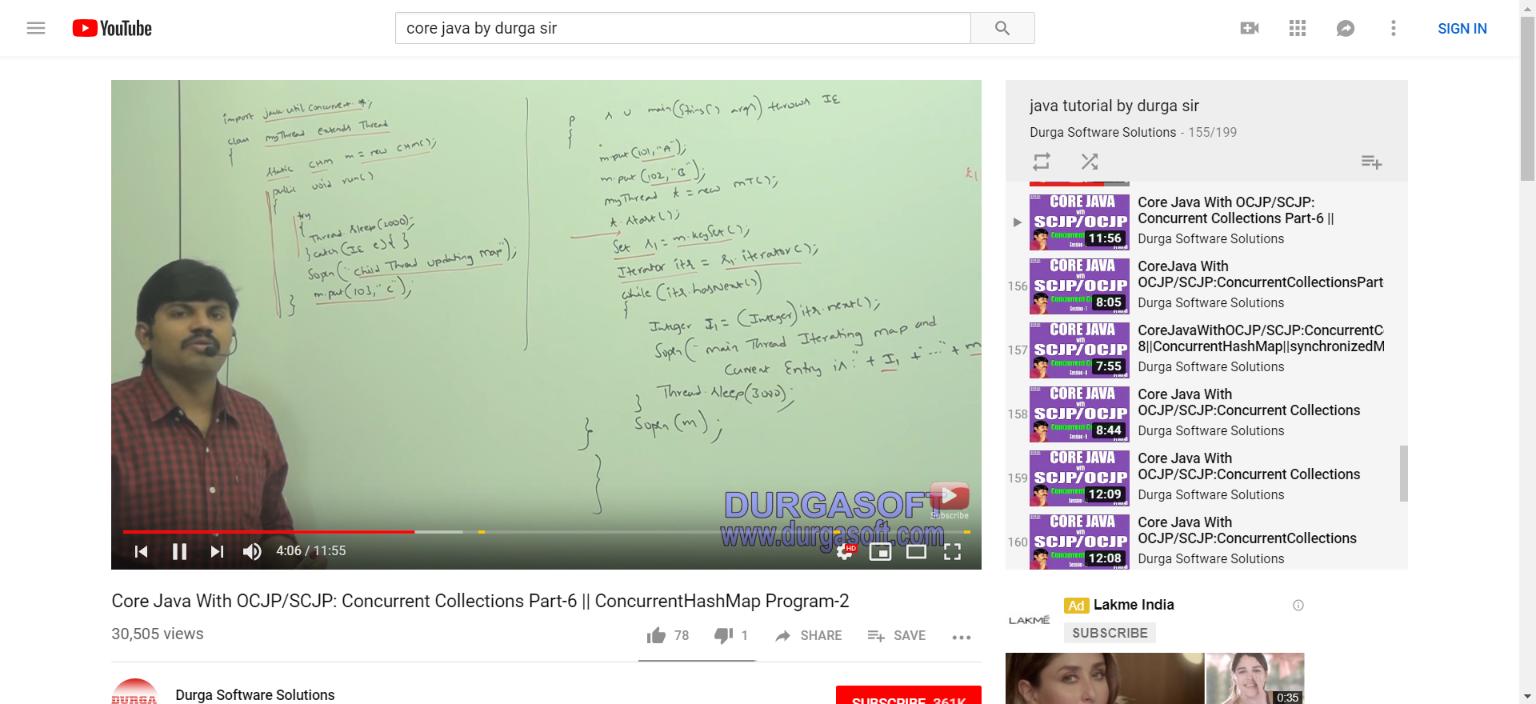 YouTube
core java by durga sir
SIGN IN
import java.util.concurrent.*;
class myThread extends Thread
{
static CHM m = new CHM();
public void run()
{
try
{
Thread.sleep(2000);
} catch (IE e) { }
Sopln("child Thread updating map");
m.put(103,"C");
}
p s v main(String[] args) throws IE
{
m.put(101,"A");
m.put(102,"B");
myThread t = new mT();
t.start();
Set s1 = m.keySet();
Iterator itr = s1.iterator();
while (itr.hasNext())
{
Integer I1 = (Integer)itr.next();
Sopln("main Thread Iterating map and
Current Entry is:" + I1 + "..." + m
Thread.sleep(3000);
}
Sopln(m);
}
}
DURGASOFT
www.durgasoft.com
Subscribe
4:06 / 11:55
HD
Core Java With OCJP/SCJP: Concurrent Collections Part-6 || ConcurrentHashMap Program-2
30,505 views
78
1
SHARE
SAVE
DURGA
Durga Software Solutions
SUBSCRIBE 361K
java tutorial by durga sir
Durga Software Solutions - 155/199
CORE JAVA
with
SCJP/OCJP
11:56
Core Java With OCJP/SCJP:
Concurrent Collections Part-6 ||
Durga Software Solutions
156
CORE JAVA
with
SCJP/OCJP
8:05
CoreJava With
OCJP/SCJP:ConcurrentCollectionsPart
Durga Software Solutions
157
CORE JAVA
with
SCJP/OCJP
7:55
CoreJavaWithOCJP/SCJP:ConcurrentC
8||ConcurrentHashMap||synchronizedM
Durga Software Solutions
158
CORE JAVA
with
SCJP/OCJP
8:44
Core Java With
OCJP/SCJP:Concurrent Collections
Durga Software Solutions
159
CORE JAVA
with
SCJP/OCJP
12:09
Core Java With
OCJP/SCJP:Concurrent Collections
Durga Software Solutions
160
CORE JAVA
with
SCJP/OCJP
12:08
Core Java With
OCJP/SCJP:ConcurrentCollections
Durga Software Solutions
LAKMÉ
Ad Lakme India
SUBSCRIBE
0:35